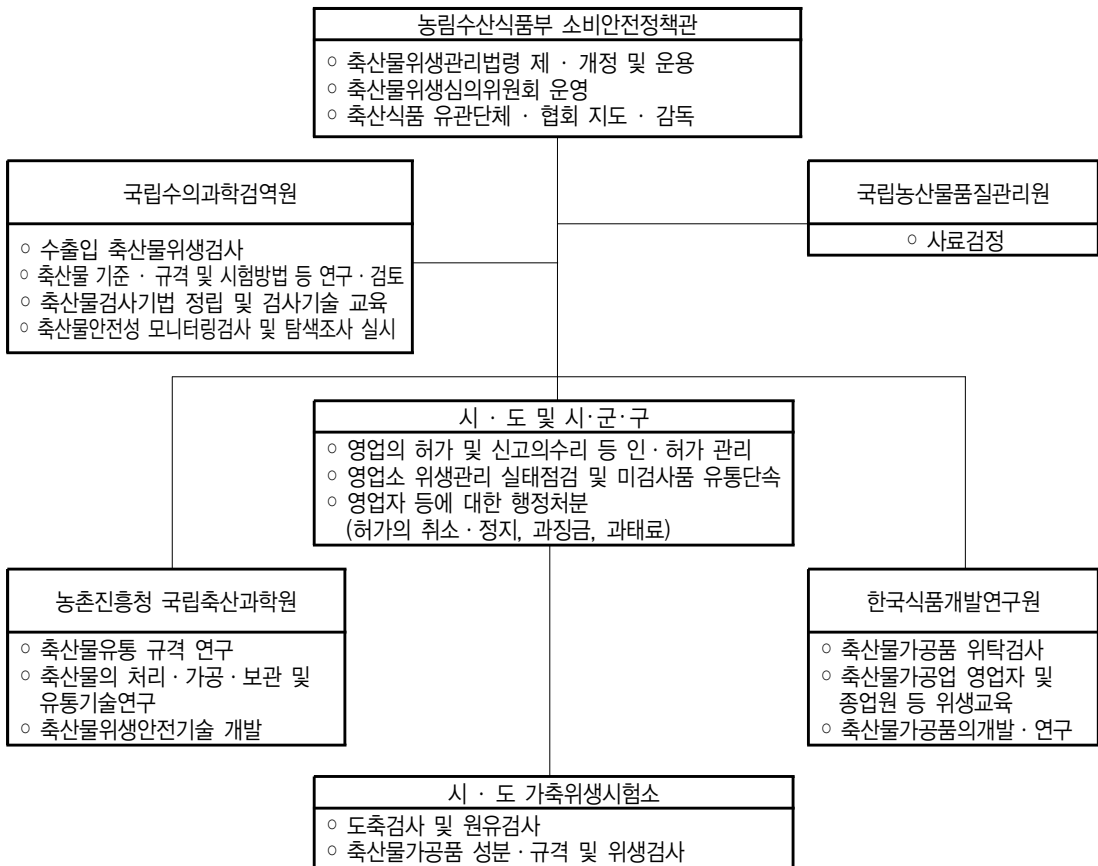 농림수산식품부 소비안전정책관
○ 축산물위생관리법령 제 · 개정 및 운용
○ 축산물위생심의위원회 운영
○ 축산식품 유관단체 · 협회 지도 · 감독
국립수의과학검역원
○ 수출입 축산물위생검사
○ 축산물 기준 · 규격 및 시험방법 등 연구 · 검토
○ 축산물검사기법 정립 및 검사기술 교육
○ 축산물안전성 모니터링검사 및 탐색조사 실시
국립농산물품질관리원
○ 사료검정
시 · 도 및 시·군·구
○ 영업의 허가 및 신고의수리 등 인 · 허가 관리
○ 영업소 위생관리 실태점검 및 미검사품 유통단속
○ 영업자 등에 대한 행정처분
(허가의 취소 · 정지, 과징금, 과태료)
농촌진흥청 국립축산과학원
○ 축산물유통 규격 연구
○ 축산물의 처리 · 가공 · 보관 및
유통기술연구
○ 축산물위생안전기술 개발
한국식품개발연구원
○ 축산물가공품 위탁검사
○ 축산물가공업 영업자 및
종업원 등 위생교육
○ 축산물가공품의개발 · 연구
시 · 도 가축위생시험소
○ 도축검사 및 원유검사
○ 축산물가공품 성분 · 규격 및 위생검사